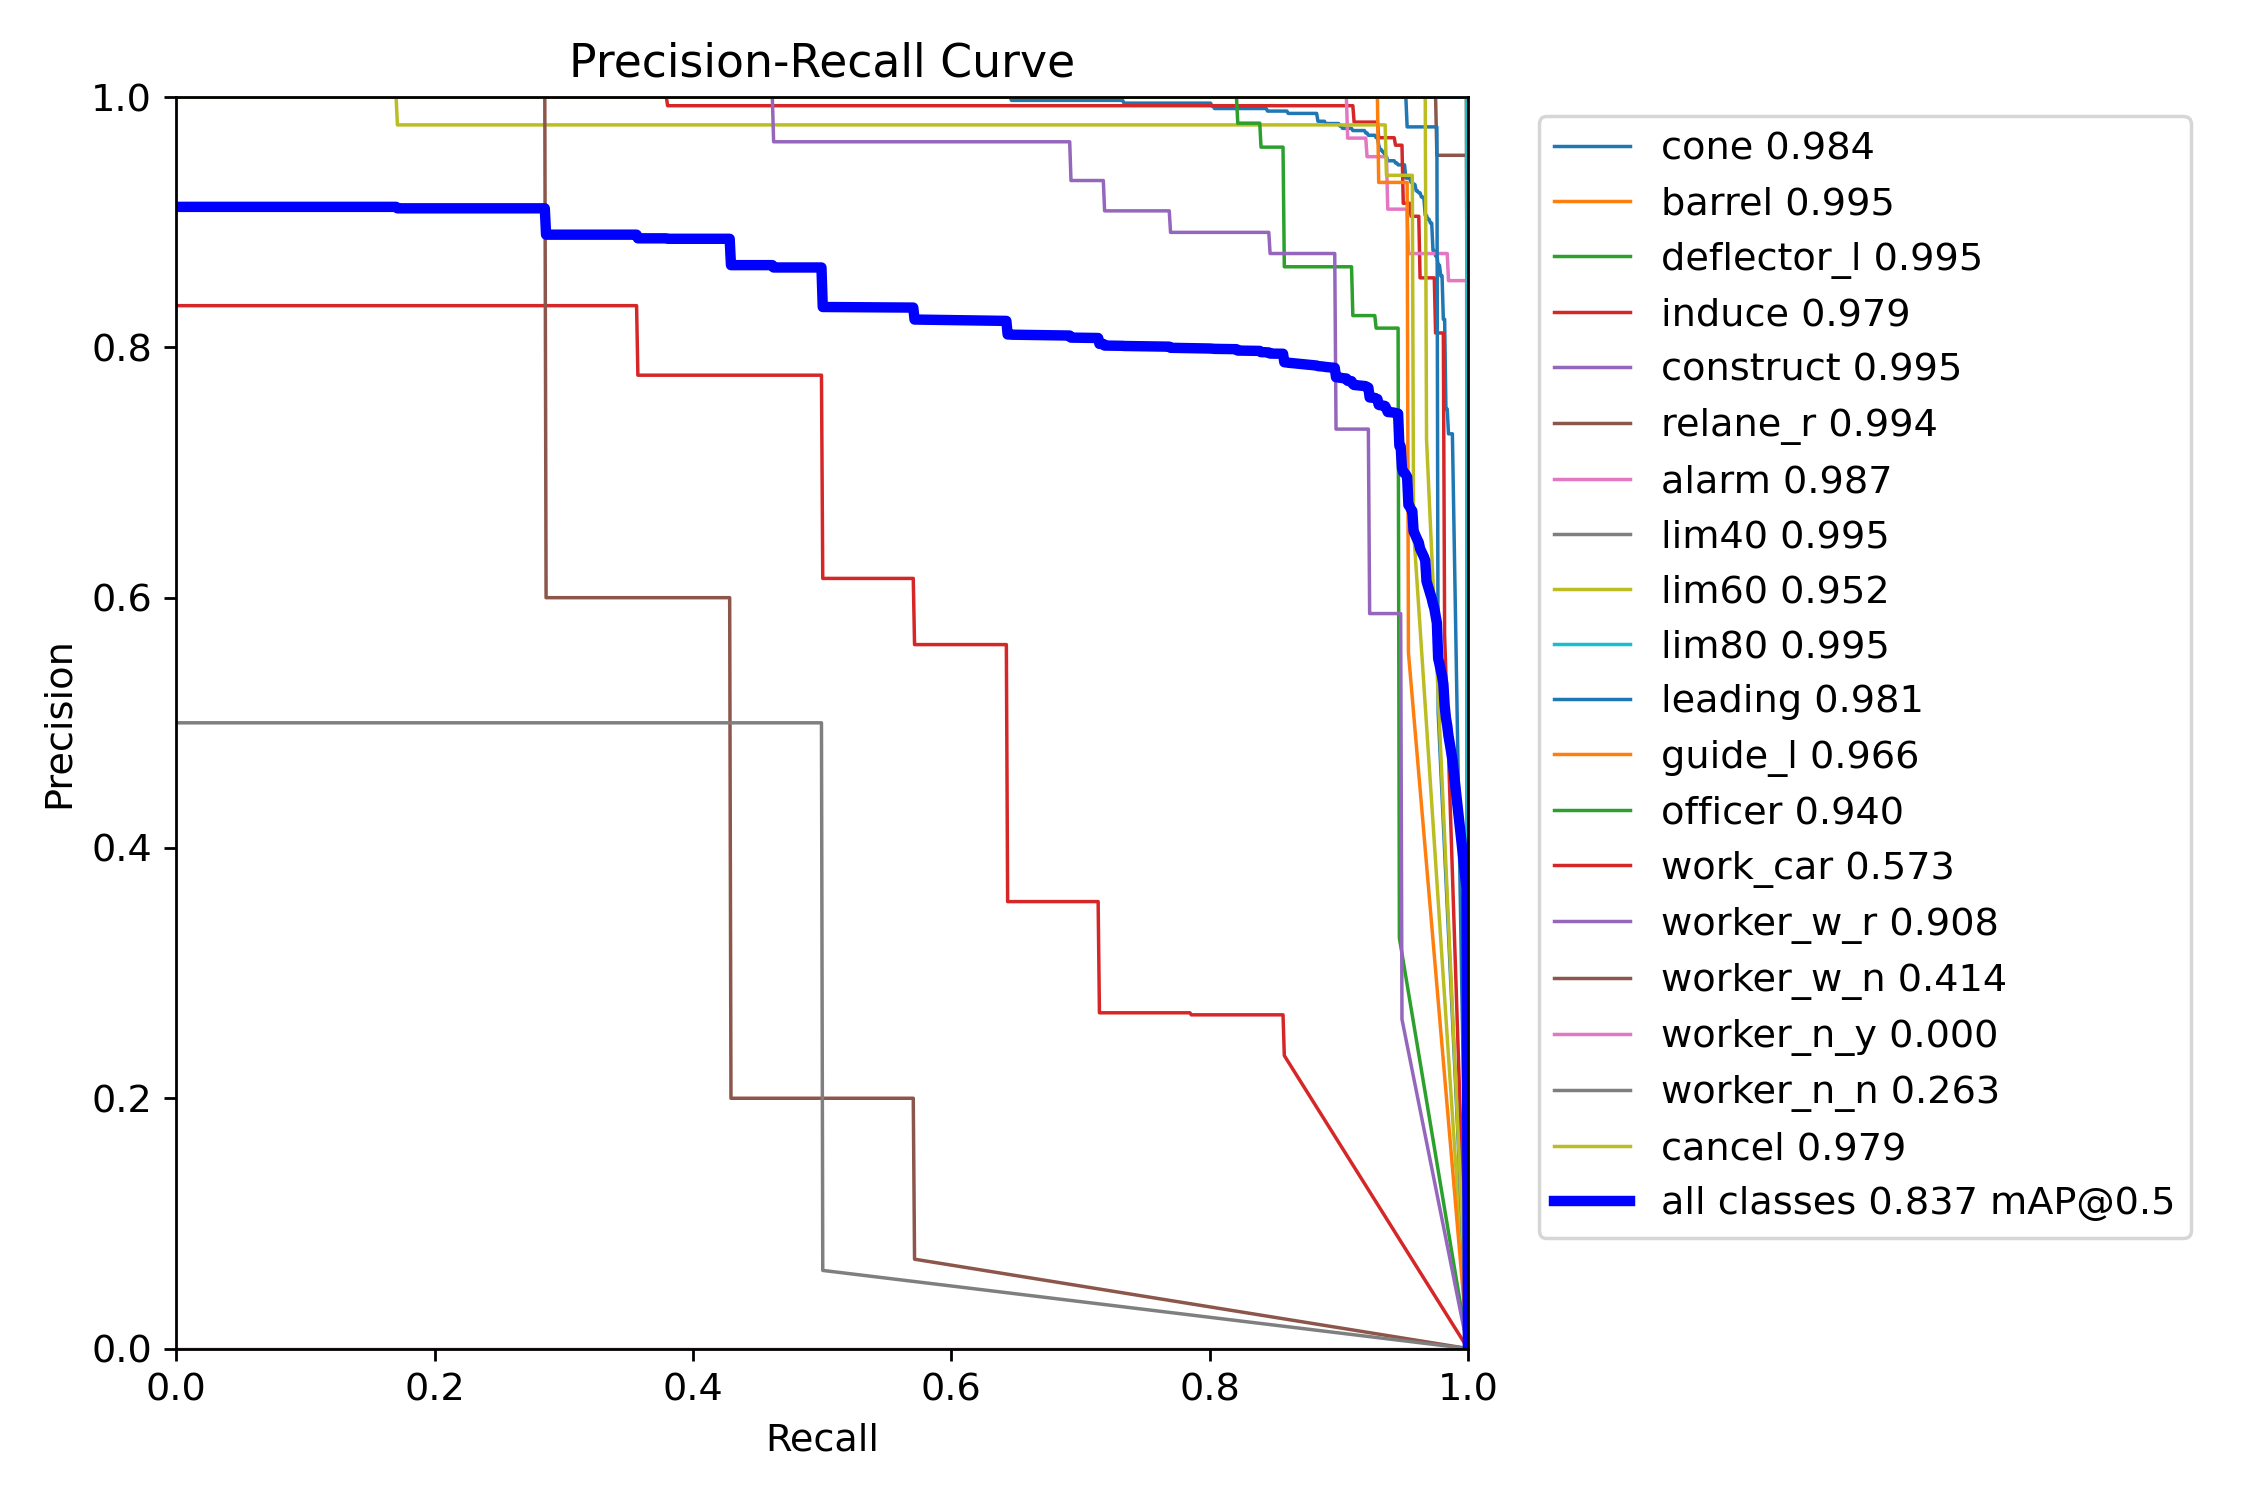 Precision-Recall Curve
1.0
0.8
0.6
0.4
0.2
0.0
Precision
0.0 0.2 0.4 0.6 0.8 1.0
Recall
cone 0.984
barrel 0.995
deflector_l 0.995
induce 0.979
construct 0.995
relane_r 0.994
alarm 0.987
lim40 0.995
lim60 0.952
lim80 0.995
leading 0.981
guide_l 0.966
officer 0.940
work_car 0.573
worker_w_r 0.908
worker_w_n 0.414
worker_n_y 0.000
worker_n_n 0.263
cancel 0.979
all classes 0.837 mAP@0.5